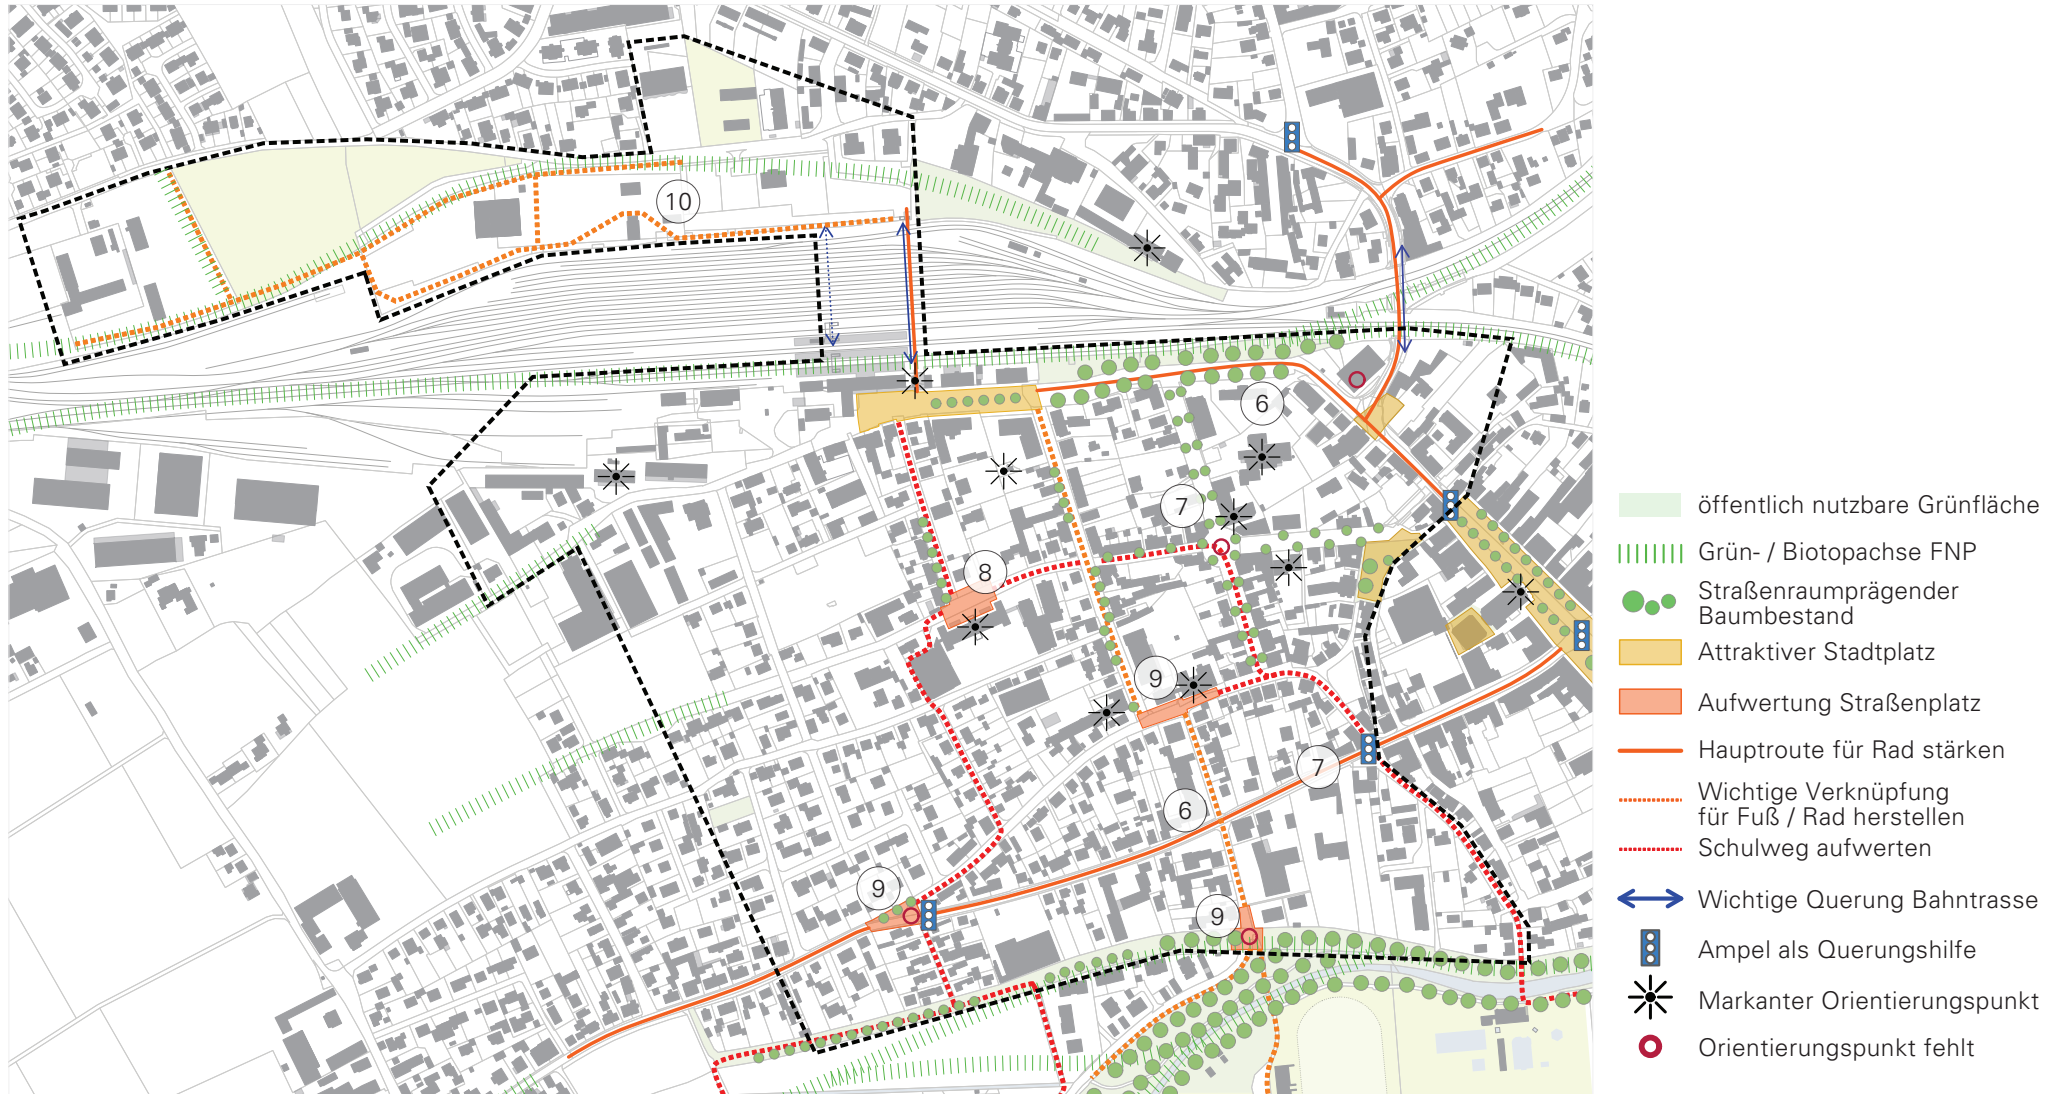 10
6
7
8
9
7
6
9
9
öffentlich nutzbare Grünfläche
Grün- / Biotopachse FNP
Straßenraumprägender
Baumbestand
Attraktiver Stadtplatz
Aufwertung Straßenplatz
Hauptroute für Rad stärken
Wichtige Verknüpfung
für Fuß / Rad herstellen
Schulweg aufwerten
Wichtige Querung Bahntrasse
Ampel als Querungshilfe
Markanter Orientierungspunkt
Orientierungspunkt fehlt